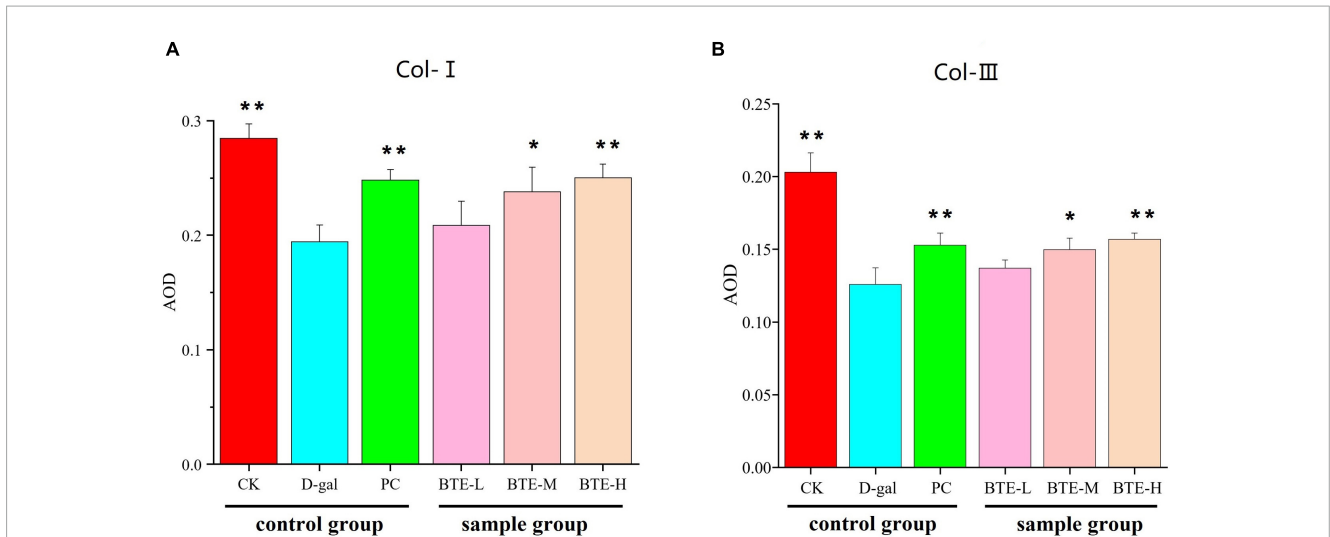 A
Col- Ⅰ
**
**
*
**
0.3
0.2
0.1
0.0
AOD
CK D-gal PC BTE-L BTE-M BTE-H
control group sample group
B
Col-Ⅲ
**
**
*
**
0.25
0.20
0.15
0.10
0.05
0.00
AOD
CK D-gal PC BTE-L BTE-M BTE-H
control group sample group